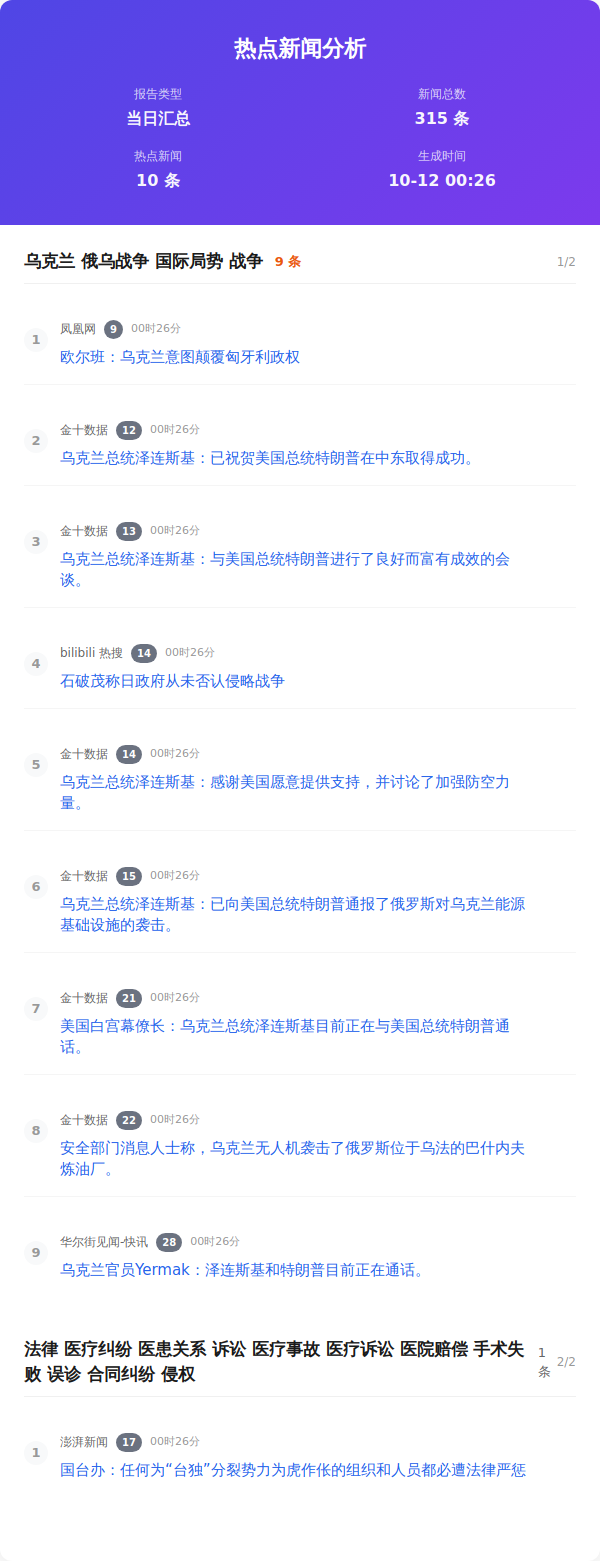 热点新闻分析
报告类型
新闻总数
当日汇总
315 条
热点新闻
生成时间
10 条
10-12 00:26
乌克兰 俄乌战争 国际局势 战争 9 条 1/2
1 凤凰网 9 00时26分
欧尔班：乌克兰意图颠覆匈牙利政权
2 金十数据 12 00时26分
乌克兰总统泽连斯基：已祝贺美国总统特朗普在中东取得成功。
3 金十数据 13 00时26分
乌克兰总统泽连斯基：与美国总统特朗普进行了良好而富有成效的会
谈。
4 bilibili 热搜 14 00时26分
石破茂称日政府从未否认侵略战争
5 金十数据 14 00时26分
乌克兰总统泽连斯基：感谢美国愿意提供支持，并讨论了加强防空力
量。
6 金十数据 15 00时26分
乌克兰总统泽连斯基：已向美国总统特朗普通报了俄罗斯对乌克兰能源
基础设施的袭击。
7 金十数据 21 00时26分
美国白宫幕僚长：乌克兰总统泽连斯基目前正在与美国总统特朗普通
话。
8 金十数据 22 00时26分
安全部门消息人士称，乌克兰无人机袭击了俄罗斯位于乌法的巴什内夫
炼油厂。
9 华尔街见闻-快讯 28 00时26分
乌克兰官员Yermak：泽连斯基和特朗普目前正在通话。
法律 医疗纠纷 医患关系 诉讼 医疗事故 医疗诉讼 医院赔偿 手术失
败 误诊 合同纠纷 侵权
1
条
2/2
1 澎湃新闻 17 00时26分
国台办：任何为“台独”分裂势力为虎作伥的组织和人员都必遭法律严惩